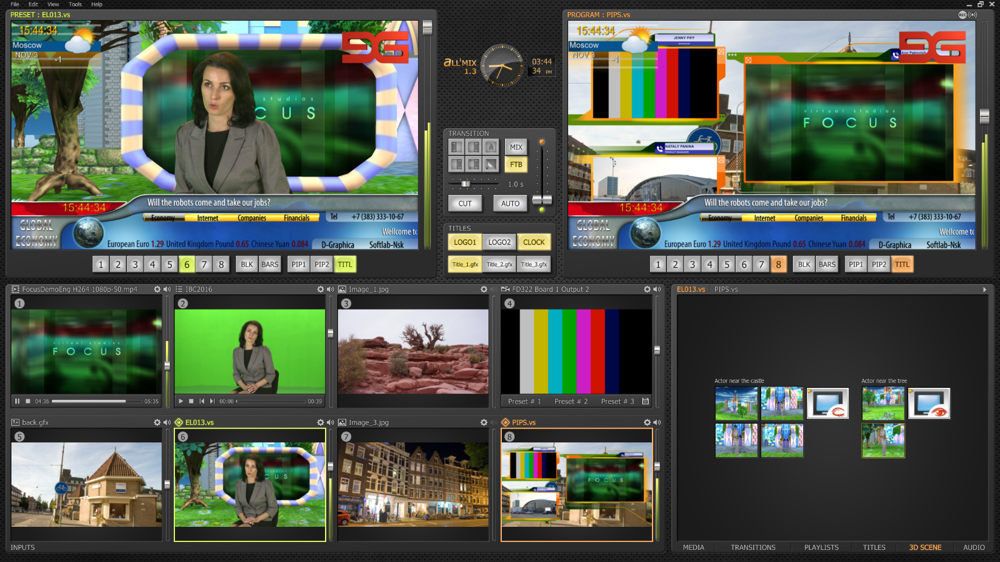 File Edit View Tools Help
PRESET : EL013.vs
15:44:34
Moscow
NOV 3
-1
studios
CUS
Will the robots come and take our jobs?
15:44:34
Economy Internet Companies Financials
Tel +7 (383) 333-10-67
GLOBAL
ECONOMY
Wellcome to
European Euro 1.29 United Kingdom Pound 0.65 Chinese Yuan 0.084
D-Graphica Softlab-Nsk
1 2 3 4 5 6 7 8 BLK BARS PIP1 PIP2 TITL
ALL'MIX
1.3
03:44
34 PM
TRANSITION
MIX
FTB
1.0 s
CUT AUTO
TITLES
LOGO1 LOGO2 CLOCK
Title_1.gfx Title_2.gfx Title_3.gfx
PROGRAM : PIPS.vs
REC
15:44:34
Moscow
NOV 3
-1
JENNY PIFF
Ann Petrovich
NATALY PANINA
PRODUCT MANAGER
virtual studios
FOCUS
Will the robots come and take our jobs?
15:44:34
Economy Internet Companies Financials
Tel +7 (383) 333-10-67
GLOBAL
ECONOMY
Wellcome to
European Euro 1.29 United Kingdom Pound 0.65 Chinese Yuan 0.084
D-Graphica Softlab-Nsk
1 2 3 4 5 6 7 8 BLK BARS PIP1 PIP2 TITL
FocusDemoEng H264 1080p-50.mp4
1
virtual studios
FOCUS
04:36 05:35
IBC2016
2
00:00 00:39
Image_1.jpg
3
FD322 Board 1 Output 2
4
Preset # 1 Preset # 2 Preset # 3
back.gfx
5
EL013.vs
6
CUS
Image_3.jpg
7
PIPS.vs
8
FOCUS
INPUTS
EL013.vs PIPS.vs
Actor near the castle
Actor near the tree
MEDIA TRANSITIONS PLAYLISTS TITLES 3D SCENE AUDIO